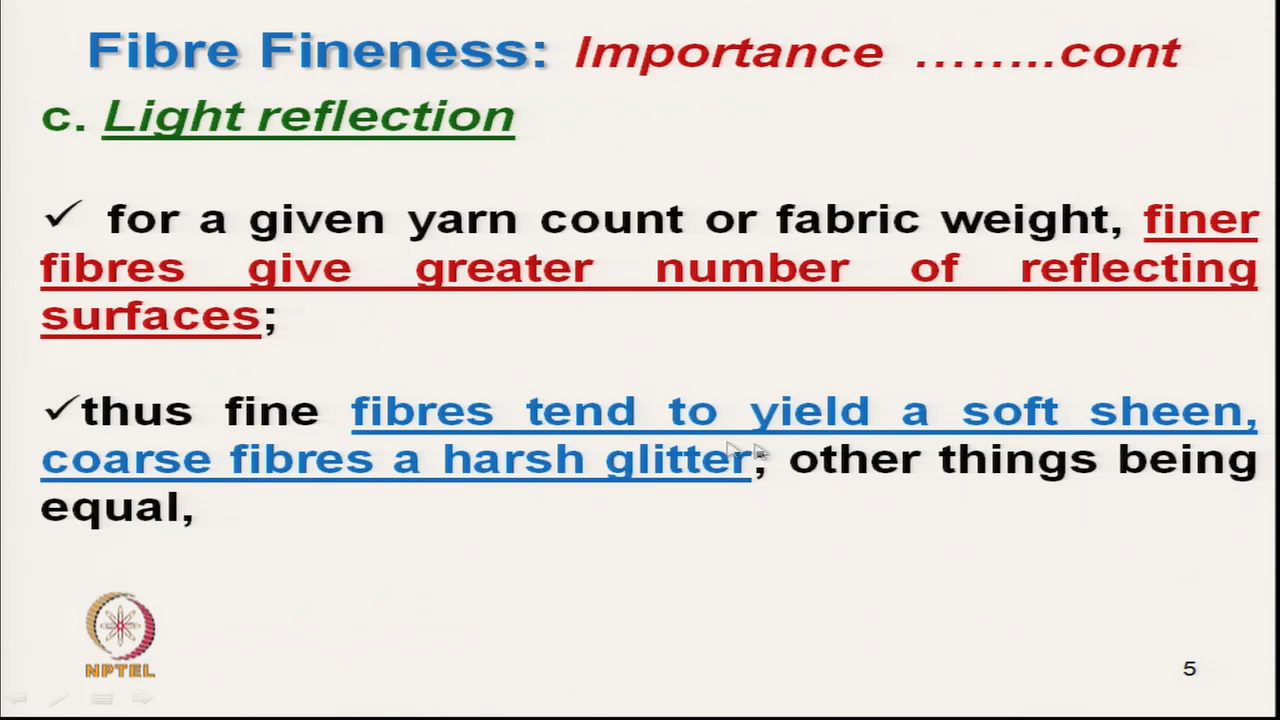 Fibre Fineness: Importance ……..cont
c. Light reflection
✓ for a given yarn count or fabric weight, finer
fibres give greater number of reflecting
surfaces;
✓thus fine fibres tend to yield a soft sheen,
coarse fibres a harsh glitter; other things being
equal,
NPTEL
5